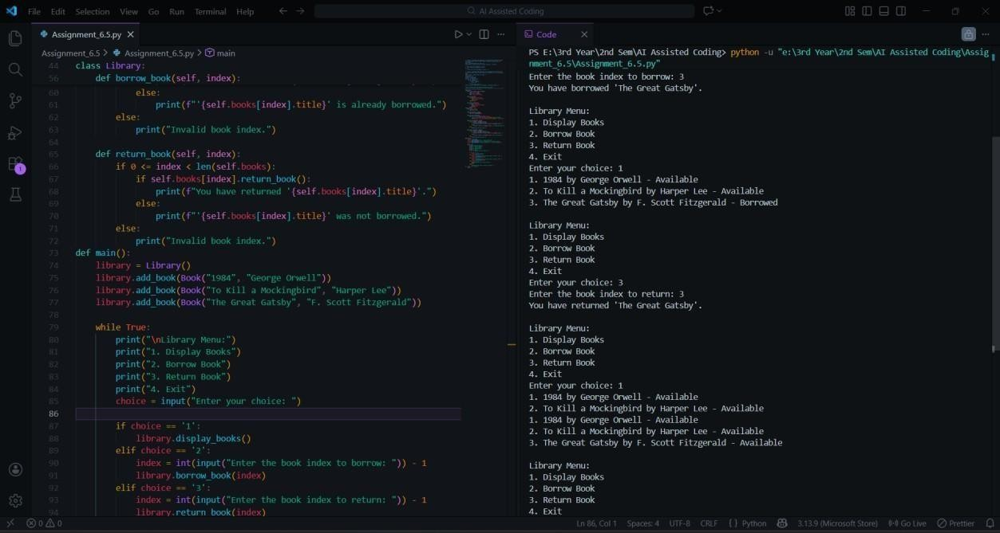 File Edit Selection View Go Run Terminal Help
AI Assisted Coding
Assignment_6.5.py
Code
Assignment_6.5 > Assignment_6.5.py > main
44 class Library:
56 def borrow_book(self, index):
60 else:
61 print(f"'{self.books[index].title}' is already borrowed.")
62 else:
63 print("Invalid book index.")
64
65 def return_book(self, index):
66 if 0 <= index < len(self.books):
67 if self.books[index].return_book():
68 print(f"You have returned '{self.books[index].title}'.")
69 else:
70 print(f"'{self.books[index].title}' was not borrowed.")
71 else:
72 print("Invalid book index.")
73 def main():
74 library = Library()
75 library.add_book(Book("1984", "George Orwell"))
76 library.add_book(Book("To Kill a Mockingbird", "Harper Lee"))
77 library.add_book(Book("The Great Gatsby", "F. Scott Fitzgerald"))
78
79 while True:
80 print("\nLibrary Menu:")
81 print("1. Display Books")
82 print("2. Borrow Book")
83 print("3. Return Book")
84 print("4. Exit")
85 choice = input("Enter your choice: ")
86
87 if choice == '1':
88 library.display_books()
89 elif choice == '2':
90 index = int(input("Enter the book index to borrow: ")) - 1
91 library.borrow_book(index)
92 elif choice == '3':
93 index = int(input("Enter the book index to return: ")) - 1
94 library.return_book(index)
PS E:\3rd Year\2nd Sem\AI Assisted Coding> python -u "e:\3rd Year\2nd Sem\AI Assisted Coding\Assig
nment_6.5\Assignment_6.5.py"
Enter the book index to borrow: 3
You have borrowed 'The Great Gatsby'.

Library Menu:
1. Display Books
2. Borrow Book
3. Return Book
4. Exit
Enter your choice: 1
1. 1984 by George Orwell - Available
2. To Kill a Mockingbird by Harper Lee - Available
3. The Great Gatsby by F. Scott Fitzgerald - Borrowed

Library Menu:
1. Display Books
2. Borrow Book
3. Return Book
4. Exit
Enter your choice: 3
Enter the book index to return: 3
You have returned 'The Great Gatsby'.

Library Menu:
1. Display Books
2. Borrow Book
3. Return Book
4. Exit
Enter your choice: 1
1. 1984 by George Orwell - Available
2. To Kill a Mockingbird by Harper Lee - Available
1. 1984 by George Orwell - Available
2. To Kill a Mockingbird by Harper Lee - Available
3. The Great Gatsby by F. Scott Fitzgerald - Available

Library Menu:
1. Display Books
2. Borrow Book
3. Return Book
4. Exit
1
0 0 Ln 86, Col 1 Spaces: 4 UTF-8 CRLF { } Python 3.13.9 (Microsoft Store) Go Live Prettier